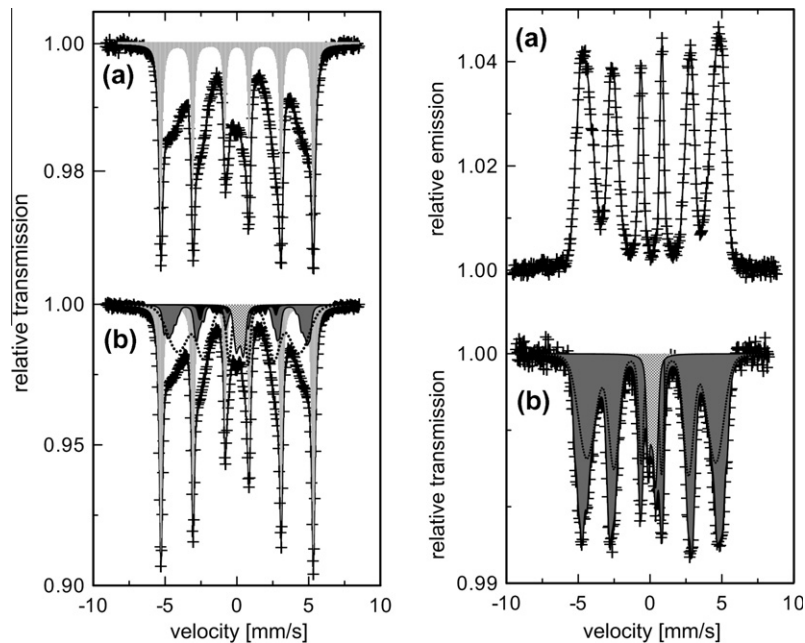 1.00
(a)
0.98
relative transmission
1.00
(b)
0.95
0.90
-10
-5
0
5
10
velocity [mm/s]
(a)
1.04
relative emission
1.02
1.00
1.00
(b)
relative transmission
0.99
-10
-5
0
5
10
velocity [mm/s]